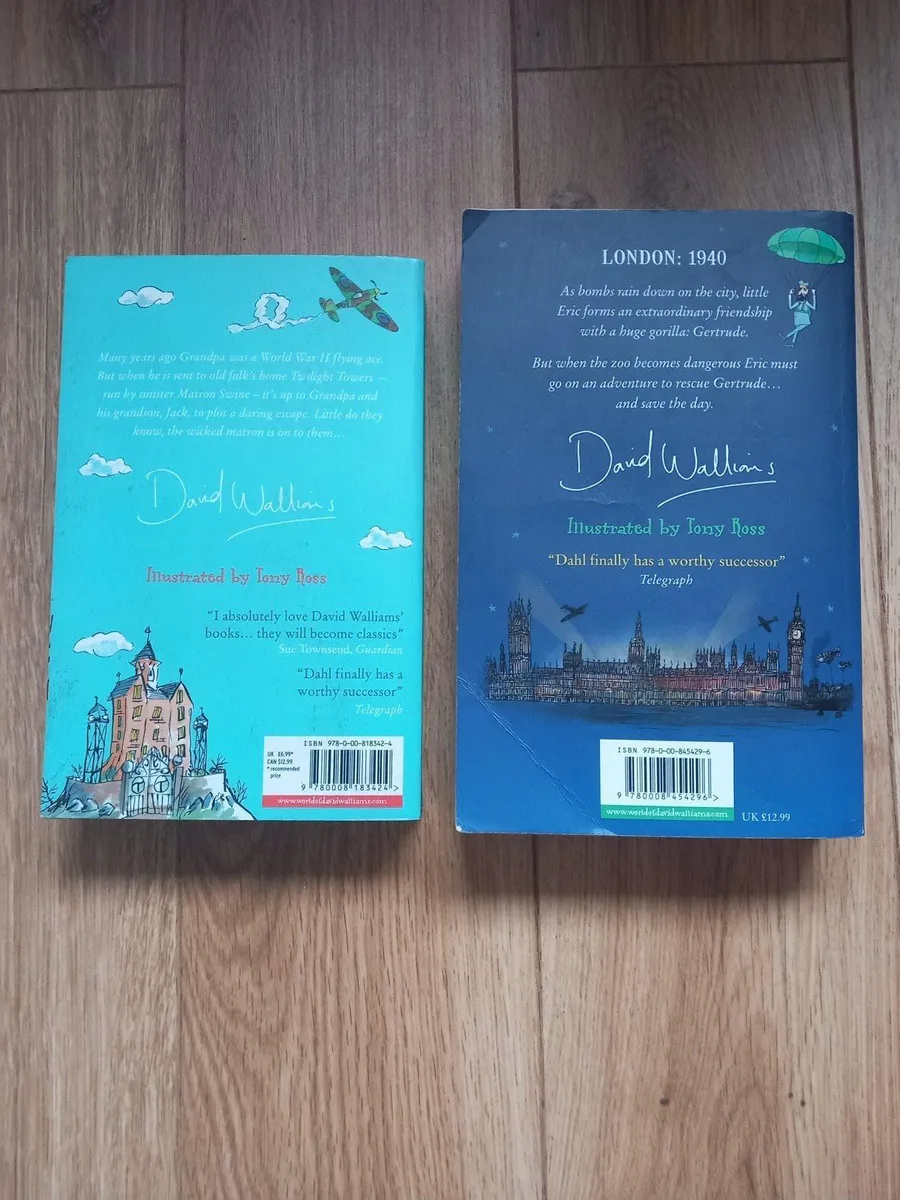 Many years ago Grandpa was a World War II flying ace.
But when he is sent to old folk's home Twilight Towers –
run by sinister Matron Swine – it's up to Grandpa and
his grandson, Jack, to plot a daring escape. Little do they
know, the wicked matron is on to them…
David Walliams
Illustrated by Tony Ross
"I absolutely love David Walliams'
books… they will become classics"
Sue Townsend, Guardian
"Dahl finally has a
worthy successor"
Telegraph
ISBN 978-0-00-818342-4
UK £6.99*
CAN $12.99
* recommended
price
9 780008 183424 >
www.worldofdavidwalliams.com
LONDON: 1940
As bombs rain down on the city, little
Eric forms an extraordinary friendship
with a huge gorilla: Gertrude.
But when the zoo becomes dangerous Eric must
go on an adventure to rescue Gertrude…
and save the day.
David Walliams
Illustrated by Tony Ross
"Dahl finally has a worthy successor"
Telegraph
ISBN 978-0-00-845429-6
9 780008 454296 >
www.worldofdavidwalliams.com
UK £12.99